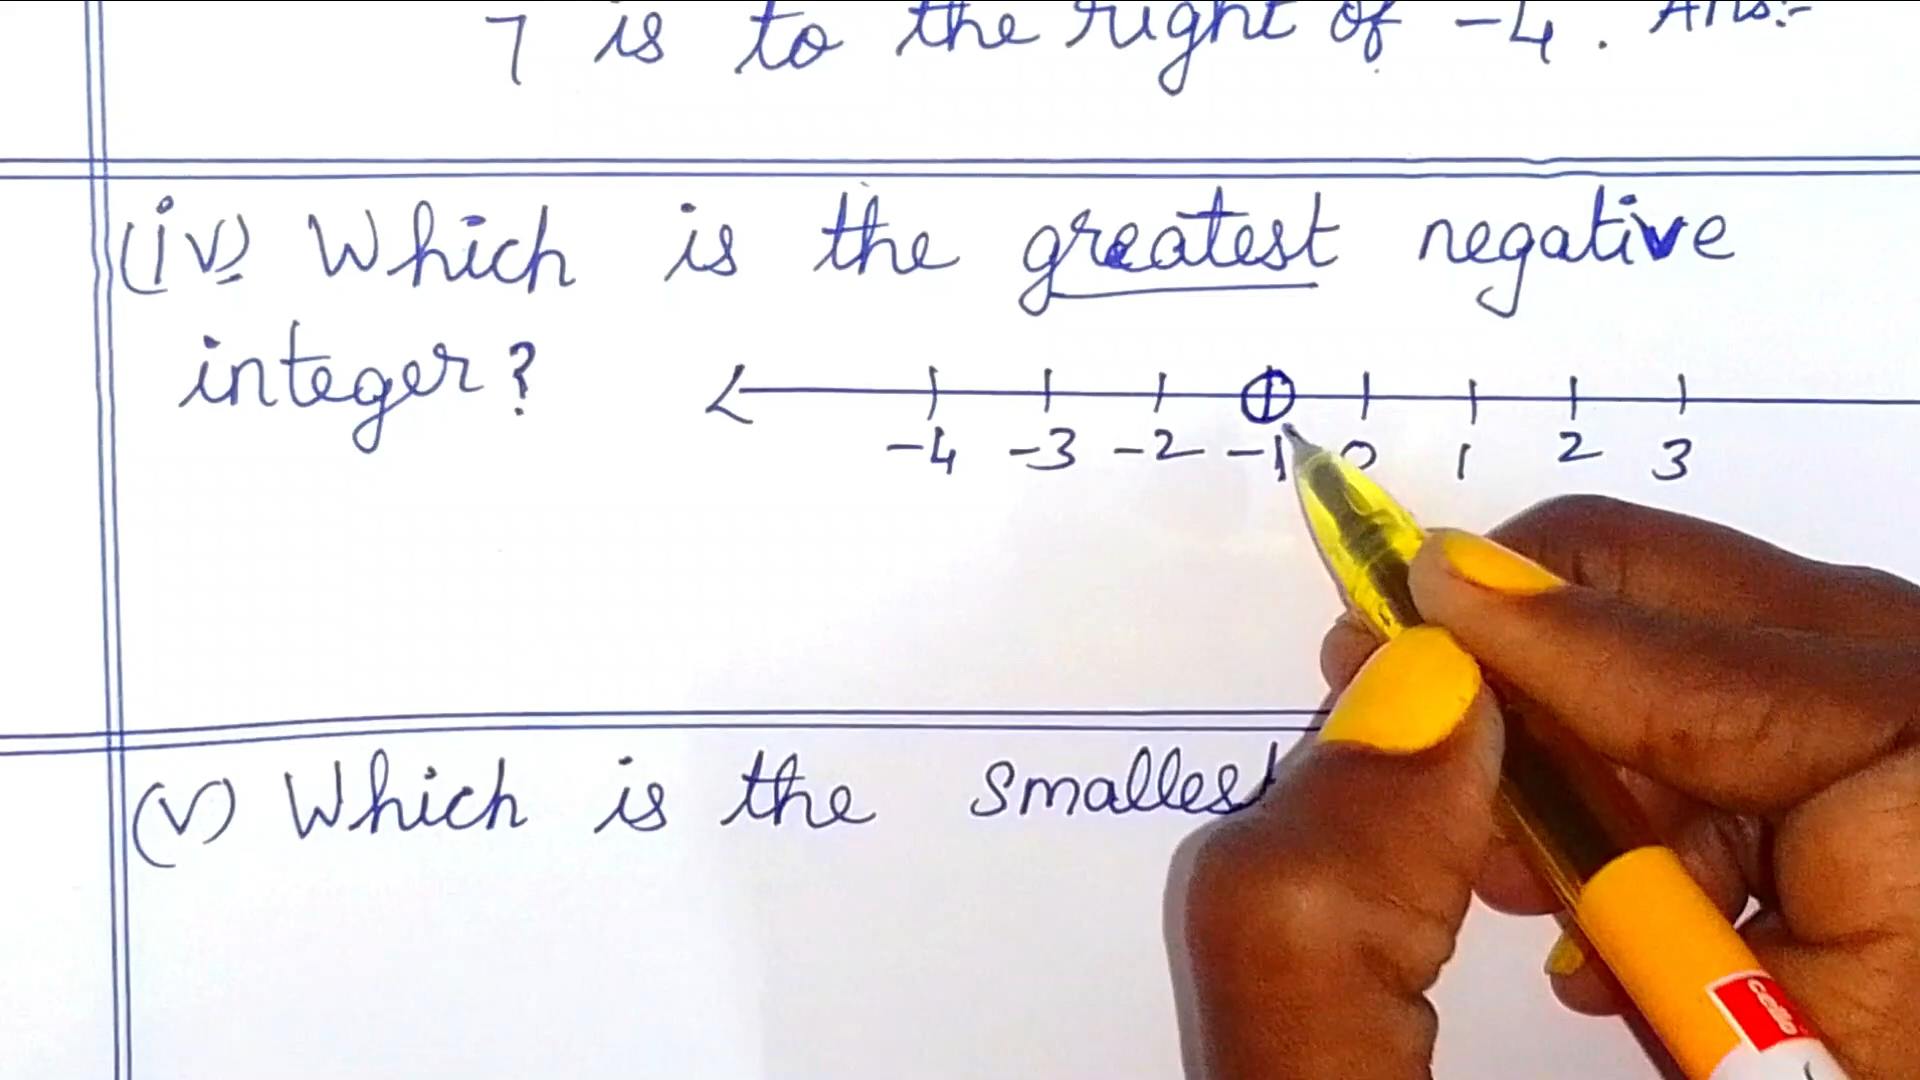 7 is to the right of -4. Ans:-
(iv) Which is the greatest negative
integer?
-4 -3 -2 -1 0 1 2 3
(v) Which is the smallest
cello